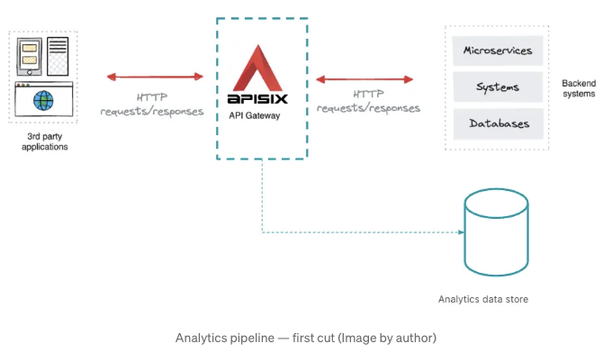 3rd party
applications
HTTP
requests/responses
APISIX
API Gateway
HTTP
requests/responses
Microservices
Systems
Databases
Backend
systems
Analytics data store
Analytics pipeline — first cut (Image by author)